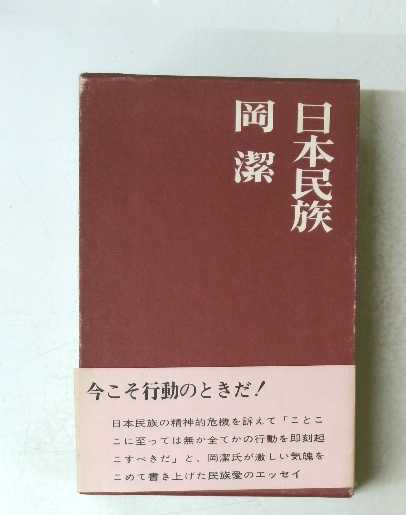 日本民族
岡潔
今こそ行動のときだ！
日本民族の精神的危機を訴えて「ことこ
こに至っては無か全てかの行動を即刻起
こすべきだ」と、岡潔氏が激しい気魄を
こめて書き上げた民族愛のエッセイ